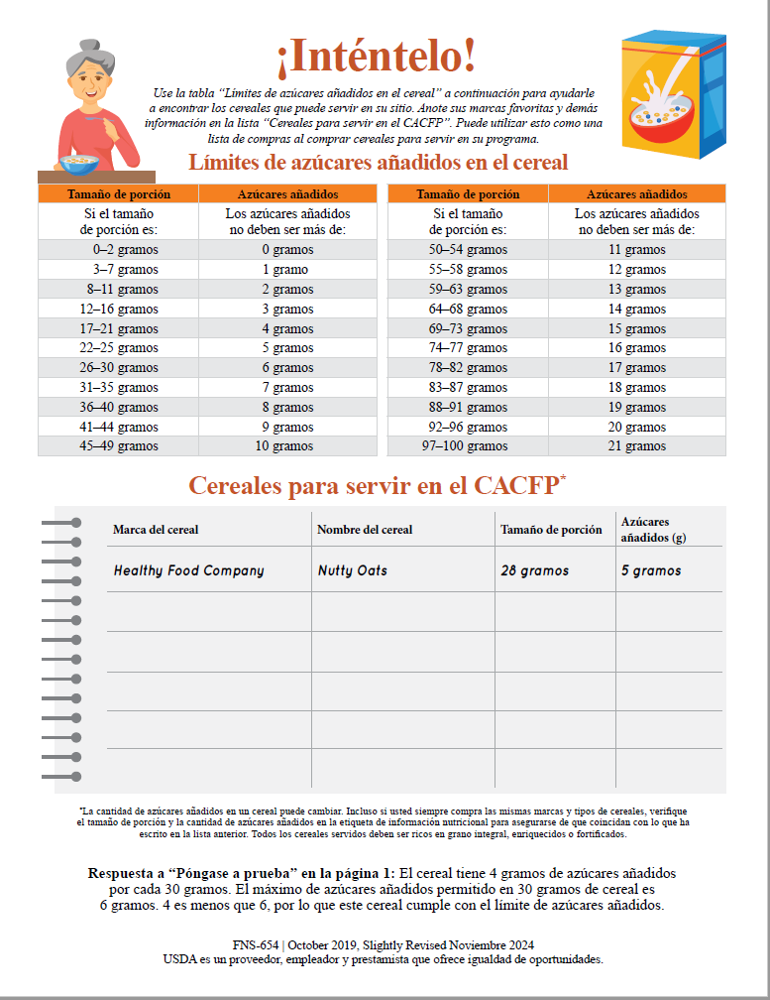 ¡Inténtelo!
Use la tabla “Límites de azúcares añadidos en el cereal” a continuación para ayudarle
a encontrar los cereales que puede servir en su sitio. Anote sus marcas favoritas y demás
información en la lista “Cereales para servir en el CACFP”. Puede utilizar esto como una
lista de compras al comprar cereales para servir en su programa.
Límites de azúcares añadidos en el cereal
Tamaño de porción Azúcares añadidos
Si el tamaño Los azúcares añadidos
de porción es: no deben ser más de:
0–2 gramos 0 gramos
3–7 gramos 1 gramo
8–11 gramos 2 gramos
12–16 gramos 3 gramos
17–21 gramos 4 gramos
22–25 gramos 5 gramos
26–30 gramos 6 gramos
31–35 gramos 7 gramos
36–40 gramos 8 gramos
41–44 gramos 9 gramos
45–49 gramos 10 gramos
Tamaño de porción Azúcares añadidos
Si el tamaño Los azúcares añadidos
de porción es: no deben ser más de:
50–54 gramos 11 gramos
55–58 gramos 12 gramos
59–63 gramos 13 gramos
64–68 gramos 14 gramos
69–73 gramos 15 gramos
74–77 gramos 16 gramos
78–82 gramos 17 gramos
83–87 gramos 18 gramos
88–91 gramos 19 gramos
92–96 gramos 20 gramos
97–100 gramos 21 gramos
Cereales para servir en el CACFP*
Marca del cereal Nombre del cereal Tamaño de porción Azúcares
añadidos (g)
Healthy Food Company Nutty Oats 28 gramos 5 gramos
*La cantidad de azúcares añadidos en un cereal puede cambiar. Incluso si usted siempre compra las mismas marcas y tipos de cereales, verifique
el tamaño de porción y la cantidad de azúcares añadidos en la etiqueta de información nutricional para asegurarse de que coincidan con lo que ha
escrito en la lista anterior. Todos los cereales servidos deben ser ricos en grano integral, enriquecidos o fortificados.
Respuesta a “Póngase a prueba” en la página 1: El cereal tiene 4 gramos de azúcares añadidos
por cada 30 gramos. El máximo de azúcares añadidos permitido en 30 gramos de cereal es
6 gramos. 4 es menos que 6, por lo que este cereal cumple con el límite de azúcares añadidos.
FNS-654 | October 2019, Slightly Revised Noviembre 2024
USDA es un proveedor, empleador y prestamista que ofrece igualdad de oportunidades.